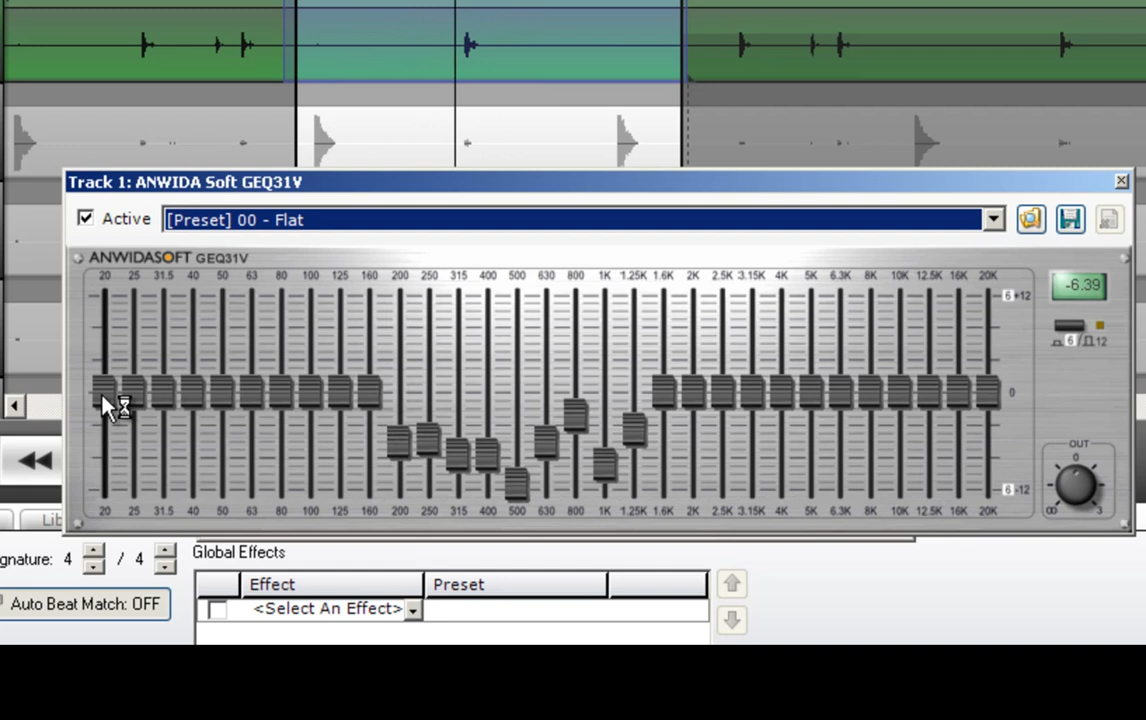 Track 1: ANWIDA Soft GEQ31V
Active
[Preset] 00 - Flat
ANWIDASOFT GEQ31V
20 25 31.5 40 50 63 80 100 125 160 200 250 315 400 500 630 800 1K 1.25K 1.6K 2K 2.5K 3.15K 4K 5K 6.3K 8K 10K 12.5K 16K 20K
6 +12
-6.39
6 / 12
0
OUT
0
6 -12
∞ 3
20 25 31.5 40 50 63 80 100 125 160 200 250 315 400 500 630 800 1K 1.25K 1.6K 2K 2.5K 3.15K 4K 5K 6.3K 8K 10K 12.5K 16K 20K
Lib
gnature: 4 / 4
Global Effects
Effect Preset
Auto Beat Match: OFF
<Select An Effect>